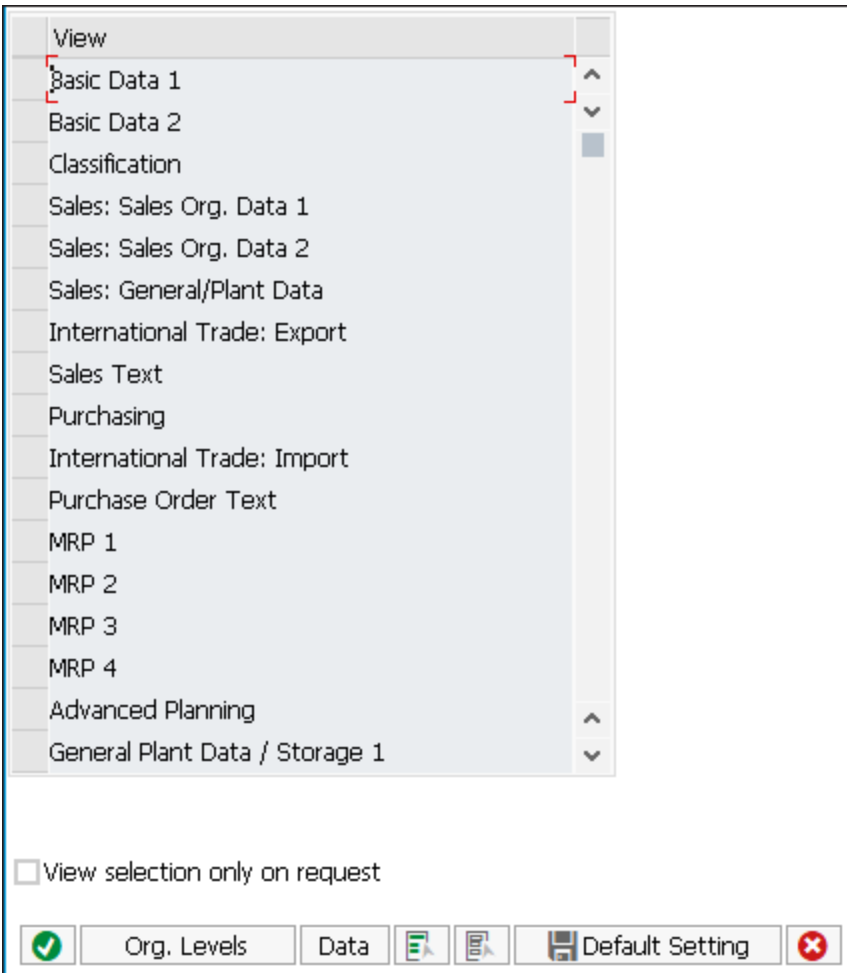 View
Basic Data 1
Basic Data 2
Classification
Sales: Sales Org. Data 1
Sales: Sales Org. Data 2
Sales: General/Plant Data
International Trade: Export
Sales Text
Purchasing
International Trade: Import
Purchase Order Text
MRP 1
MRP 2
MRP 3
MRP 4
Advanced Planning
General Plant Data / Storage 1
View selection only on request
Org. Levels Data Default Setting